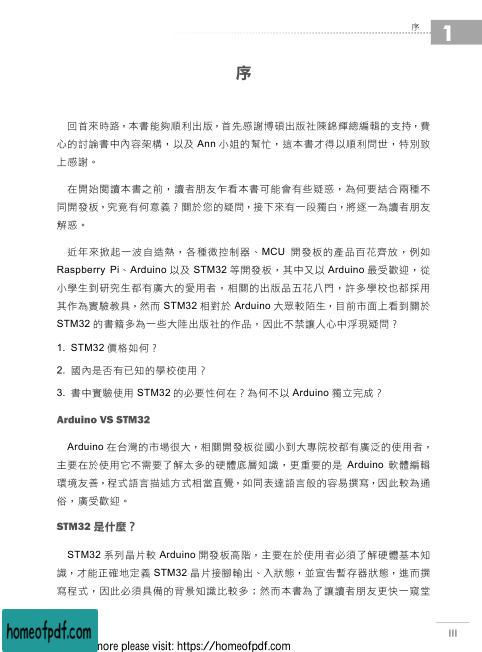 序
1
序
回首來時路，本書能夠順利出版，首先感謝博碩出版社陳錦輝總編輯的支持，費
心的討論書中內容架構，以及 Ann 小姐的幫忙，這本書才得以順利問世，特別致
上感謝。
在開始閱讀本書之前，讀者朋友乍看本書可能會有些疑惑，為何要結合兩種不
同開發板，究竟有何意義？關於您的疑問，接下來有一段獨白，將逐一為讀者朋友
解惑。
近年來掀起一波自造熱，各種微控制器、MCU 開發板的產品百花齊放，例如
Raspberry Pi、Arduino 以及 STM32 等開發板，其中又以 Arduino 最受歡迎，從
小學生到研究生都有廣大的愛用者，相關的出版品五花八門，許多學校也都採用
其作為實驗教具，然而 STM32 相對於 Arduino 大眾較陌生，目前市面上看到關於
STM32 的書籍多為一些大陸出版社的作品，因此不禁讓人心中浮現疑問？
1. STM32 價格如何？
2. 國內是否有已知的學校使用？
3. 書中實驗使用 STM32 的必要性何在？為何不以 Arduino 獨立完成？
Arduino VS STM32
Arduino 在台灣的市場很大，相關開發板從國小到大專院校都有廣泛的使用者，
主要在於使用它不需要了解太多的硬體底層知識，更重要的是 Arduino 軟體編輯
環境友善，程式語言描述方式相當直覺，如同表達語言般的容易撰寫，因此較為通
俗，廣受歡迎。
STM32 是什麼？
STM32 系列晶片較 Arduino 開發板高階，主要在於使用者必須了解硬體基本知
識，才能正確地定義 STM32 晶片接腳輸出、入狀態，並宣告暫存器狀態，進而撰
寫程式，因此必須具備的背景知識比較多；然而本書為了讓讀者朋友更快一窺堂
III
homeofpdf.com
more please visit: https://homeofpdf.com